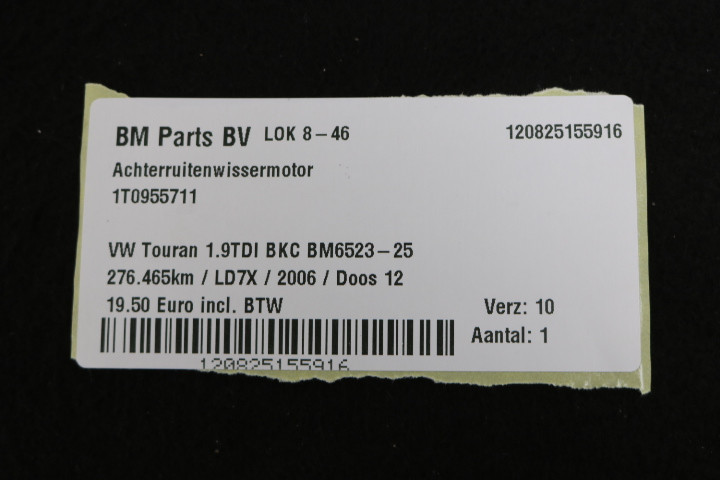 BM Parts BV LOK 8-46 120825155916
Achterruitenwissermotor
1T0955711
VW Touran 1.9TDI BKC BM6523-25
276.465km / LD7X / 2006 / Doos 12
19.50 Euro incl. BTW Verz: 10
Aantal: 1
120825155916